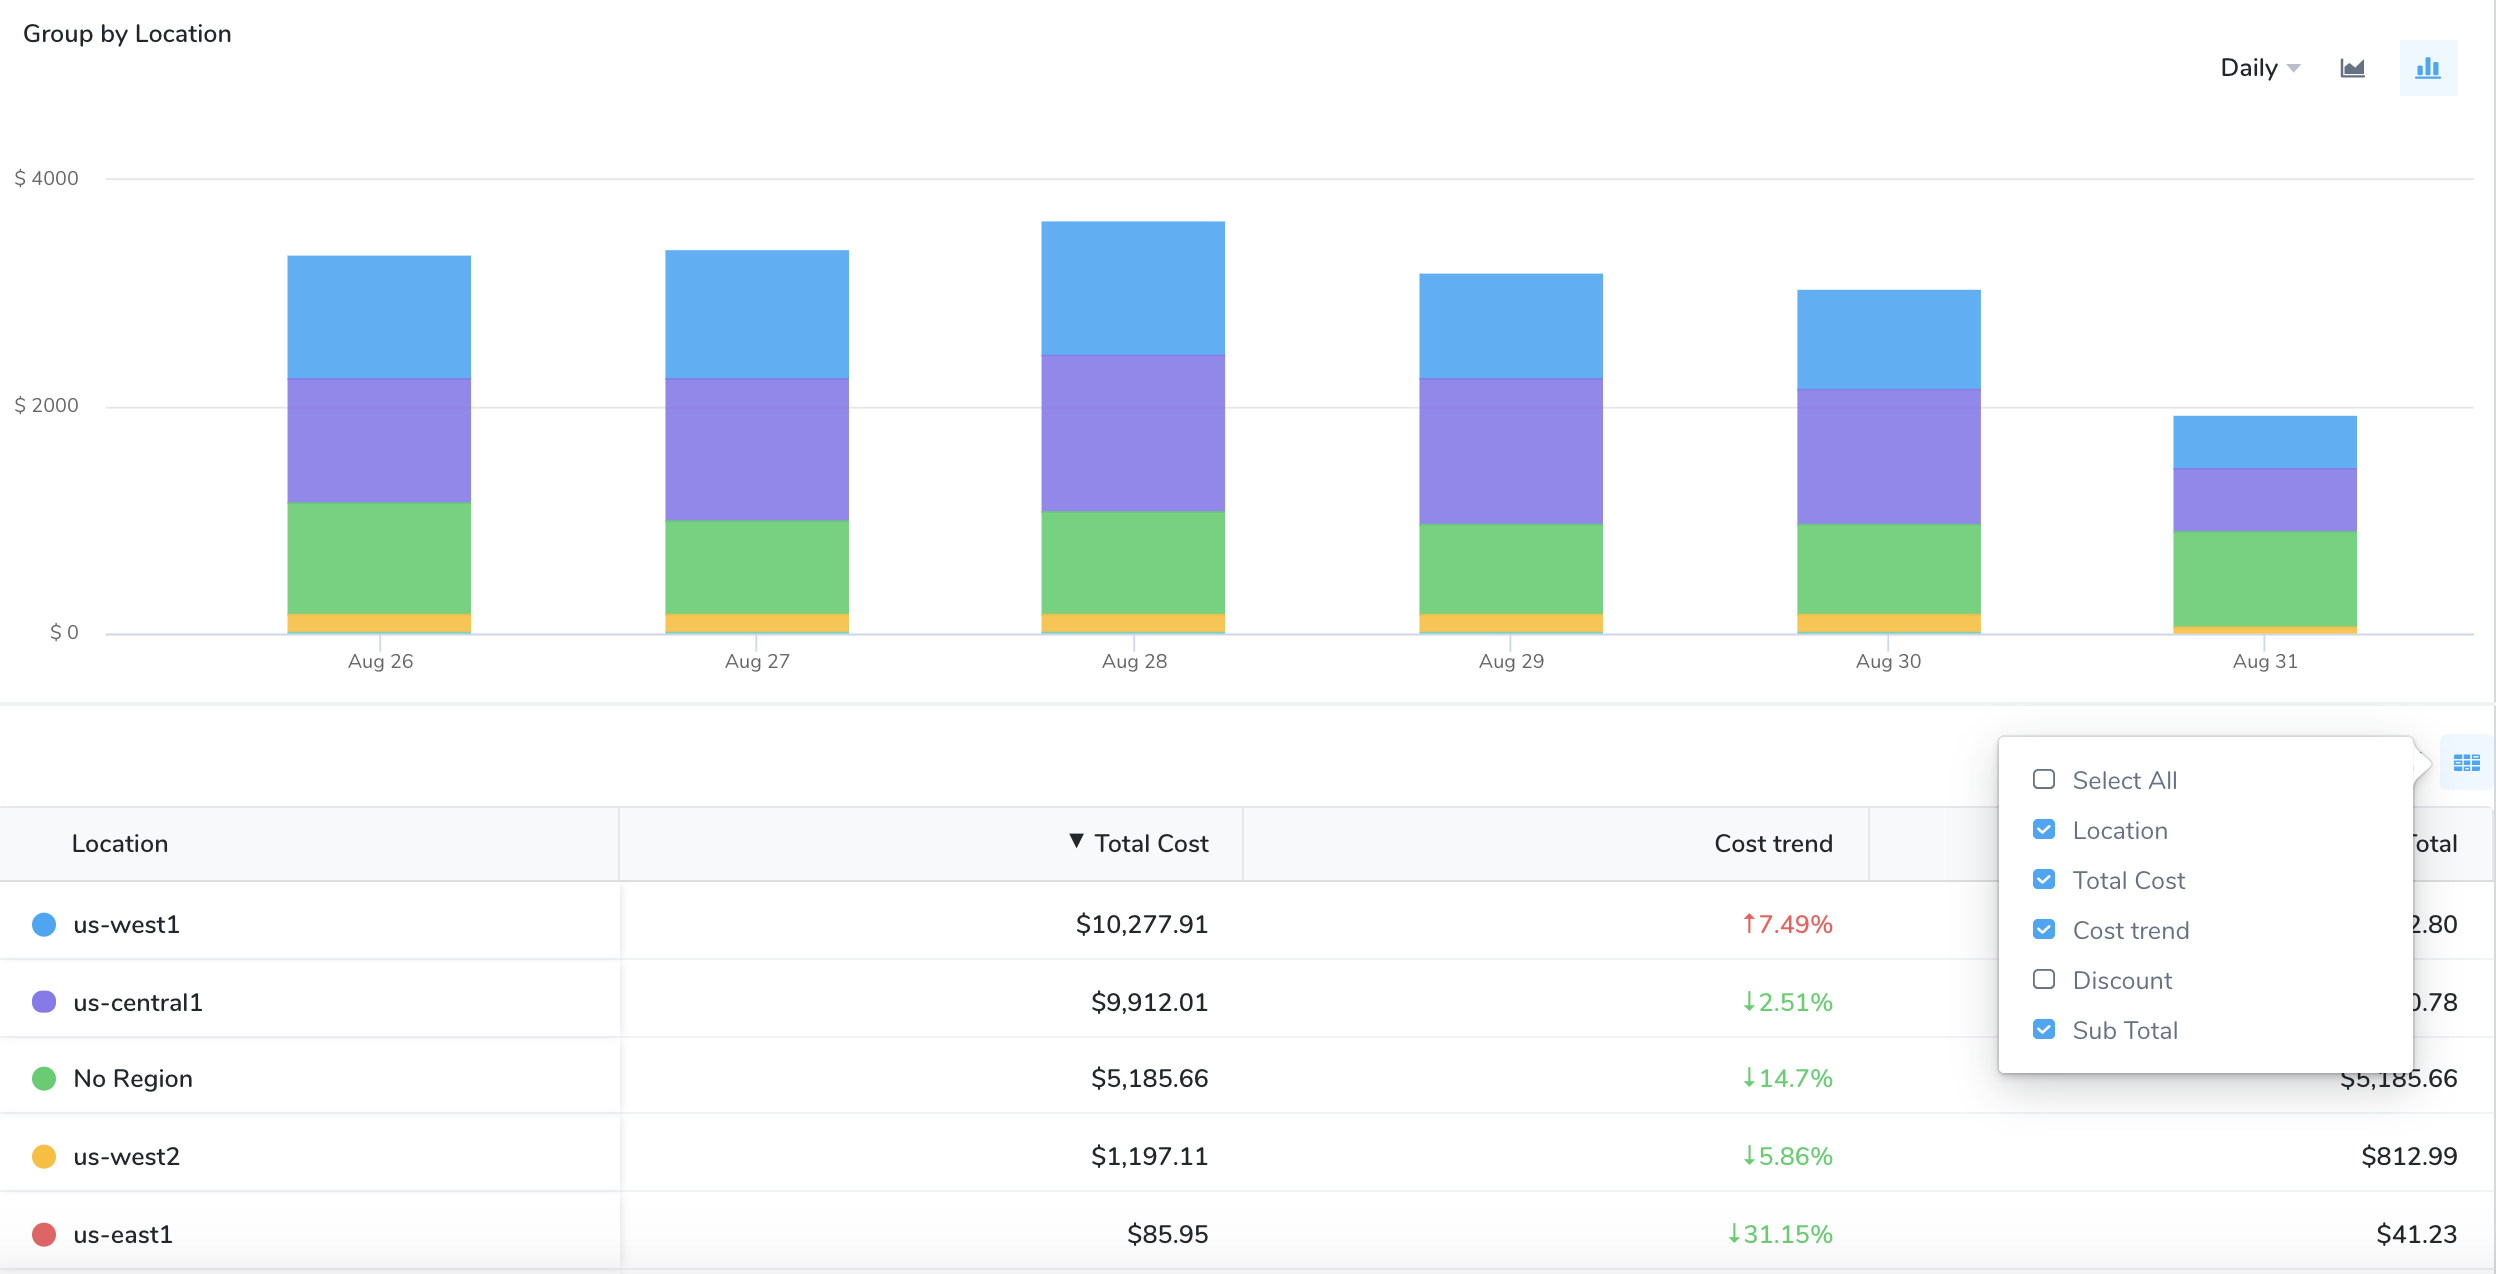 Group by Location
Daily
$ 4000
$ 2000
$ 0
Aug 26 Aug 27 Aug 28 Aug 29 Aug 30 Aug 31
Select All
Location
Total Cost
Cost trend
Discount
Sub Total
Location ▼ Total Cost Cost trend
us-west1 $10,277.91 ↑7.49% 2.80
us-central1 $9,912.01 ↓2.51% 0.78
No Region $5,185.66 ↓14.7% $5,185.66
us-west2 $1,197.11 ↓5.86% $812.99
us-east1 $85.95 ↓31.15% $41.23